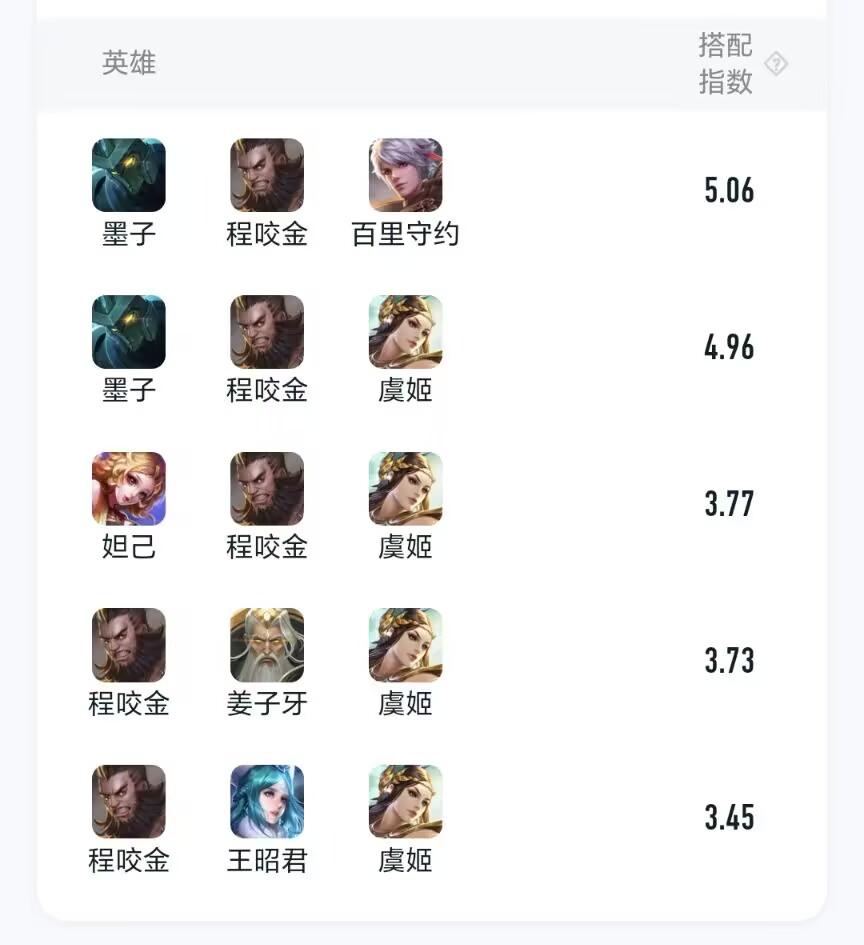 英雄
搭配
指数
墨子 程咬金 百里守约 5.06
墨子 程咬金 虞姬 4.96
妲己 程咬金 虞姬 3.77
程咬金 姜子牙 虞姬 3.73
程咬金 王昭君 虞姬 3.45